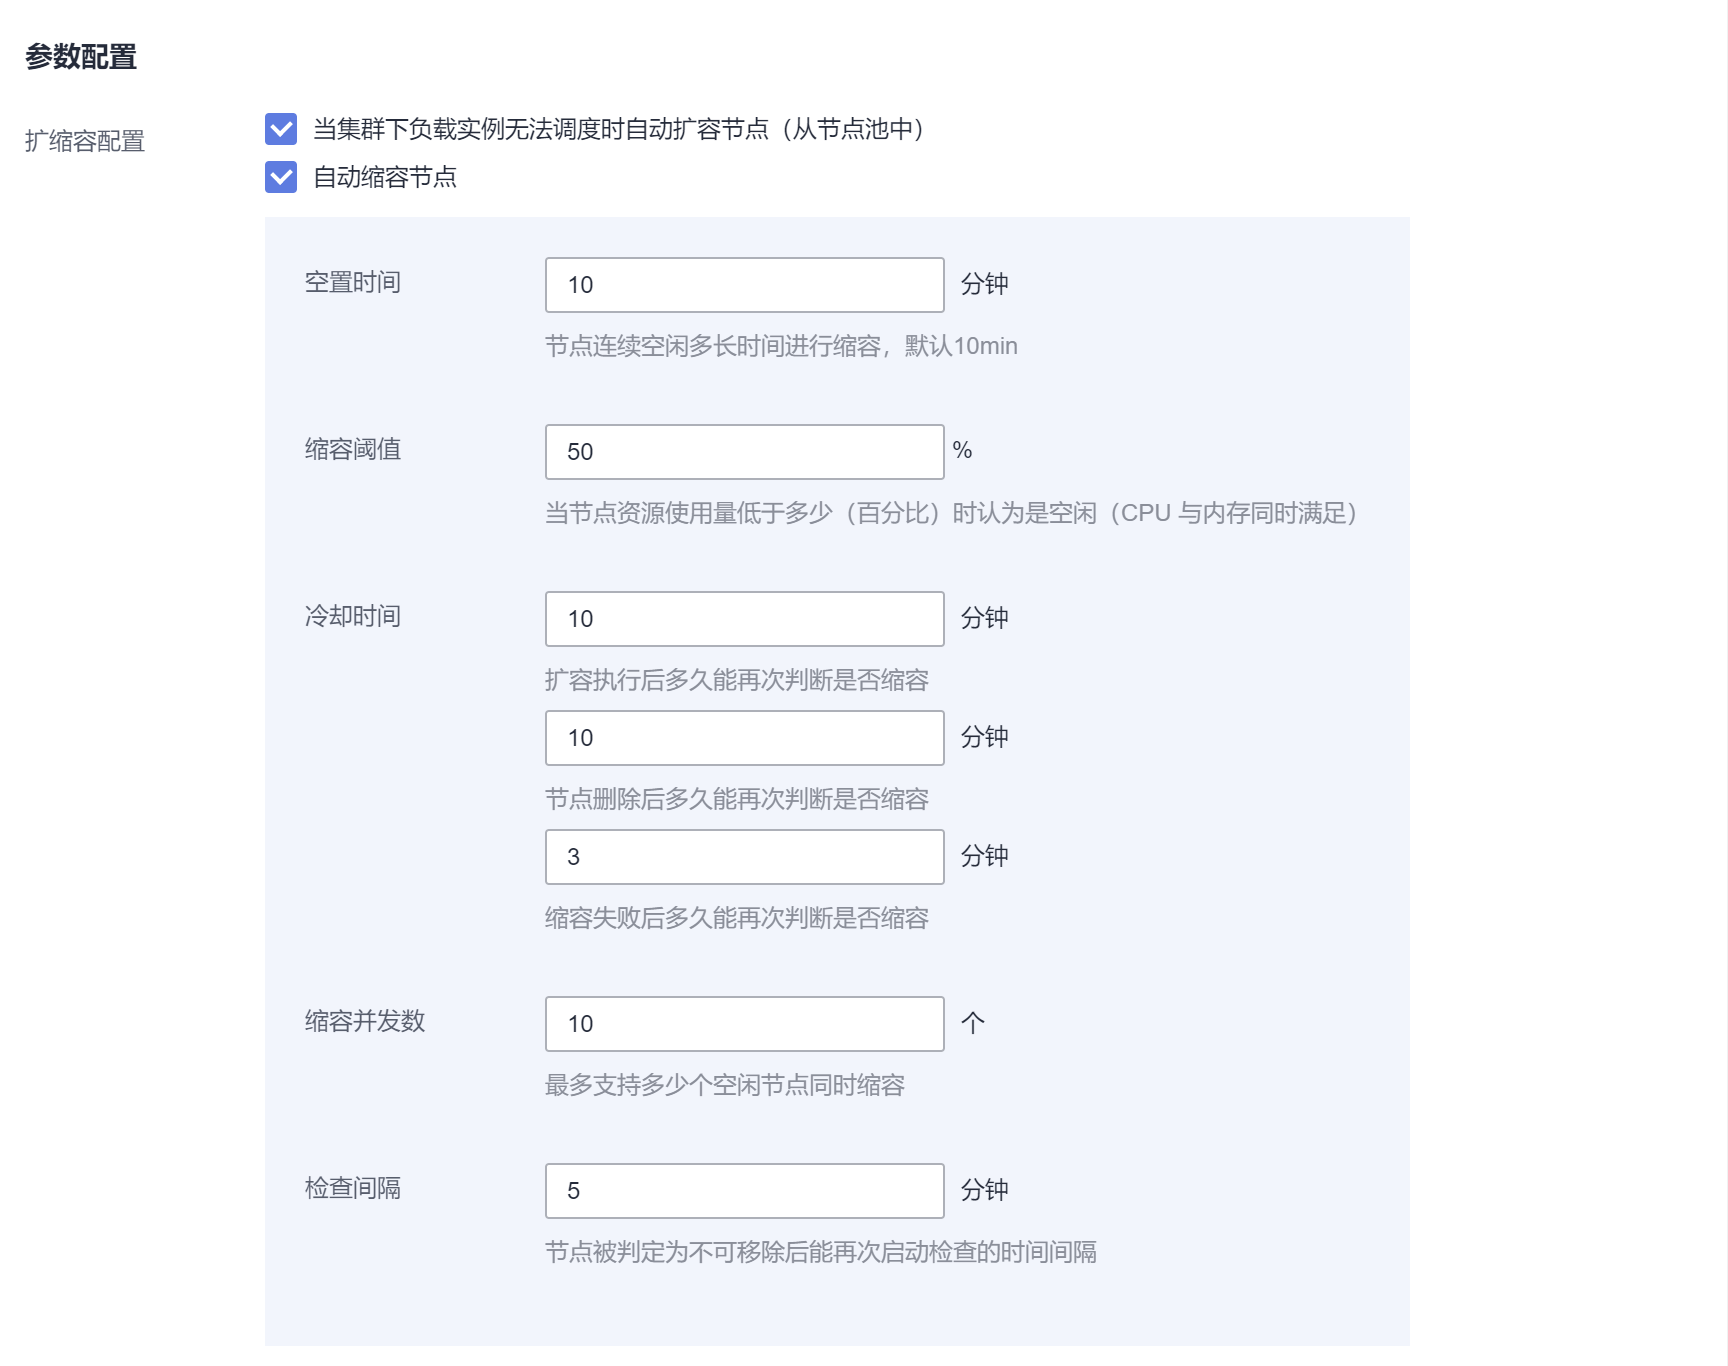 参数配置
扩缩容配置
当集群下负载实例无法调度时自动扩容节点（从节点池中）
自动缩容节点
空置时间
10
分钟
节点连续空闲多长时间进行缩容，默认10min
缩容阈值
50
%
当节点资源使用量低于多少（百分比）时认为是空闲（CPU 与内存同时满足）
冷却时间
10
分钟
扩容执行后多久能再次判断是否缩容
10
分钟
节点删除后多久能再次判断是否缩容
3
分钟
缩容失败后多久能再次判断是否缩容
缩容并发数
10
个
最多支持多少个空闲节点同时缩容
检查间隔
5
分钟
节点被判定为不可移除后能再次启动检查的时间间隔